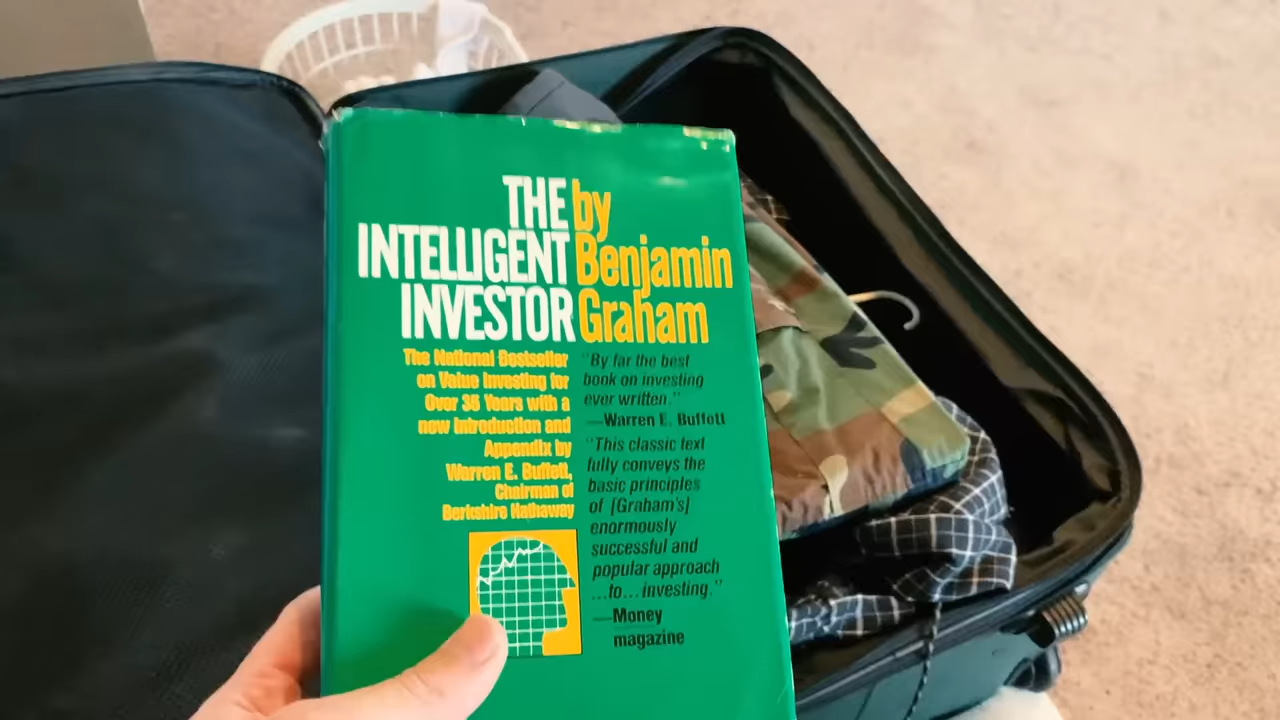 THE
INTELLIGENT
INVESTOR
by
Benjamin
Graham
The National Bestseller
on Value Investing for
Over 35 Years with a
new Introduction and
Appendix by
Warren E. Buffett,
Chairman of
Berkshire Hathaway
"By far the best
book on investing
ever written."
—Warren E. Buffett
"This classic text
fully conveys the
basic principles
of [Graham's]
enormously
successful and
popular approach
...to...investing."
—Money
magazine